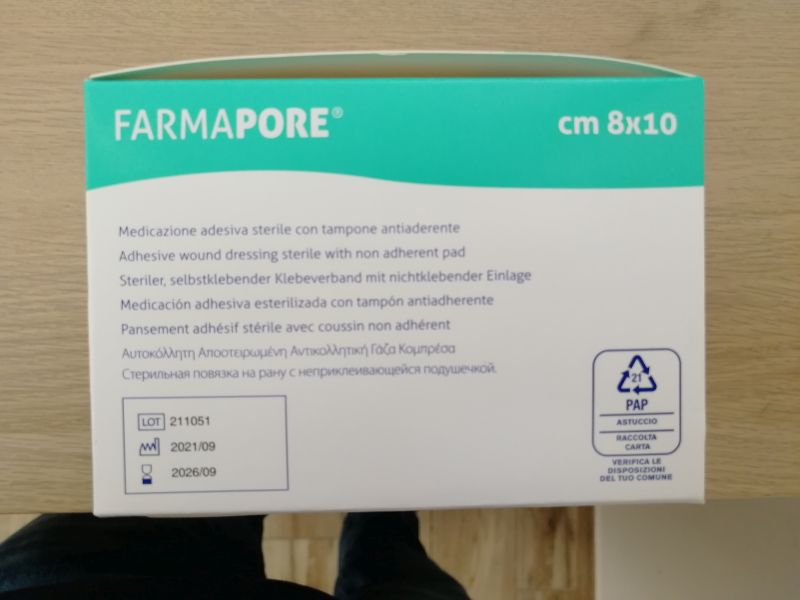 FARMAPORE®
cm 8x10
Medicazione adesiva sterile con tampone antiaderente
Adhesive wound dressing sterile with non adherent pad
Steriler, selbstklebender Klebeverband mit nichtklebender Einlage
Medicación adhesiva esterilizada con tampón antiadherente
Pansement adhésif stérile avec coussin non adhérent
Αυτοκόλλητη Αποστειρωμένη Αντικολλητική Γάζα Κομπρέσα
Стерильная повязка на рану с неприклеивающейся подушечкой.
LOT 211051
2021/09
2026/09
21
PAP
ASTUCCIO
RACCOLTA
CARTA
VERIFICA LE
DISPOSIZIONI
DEL TUO COMUNE